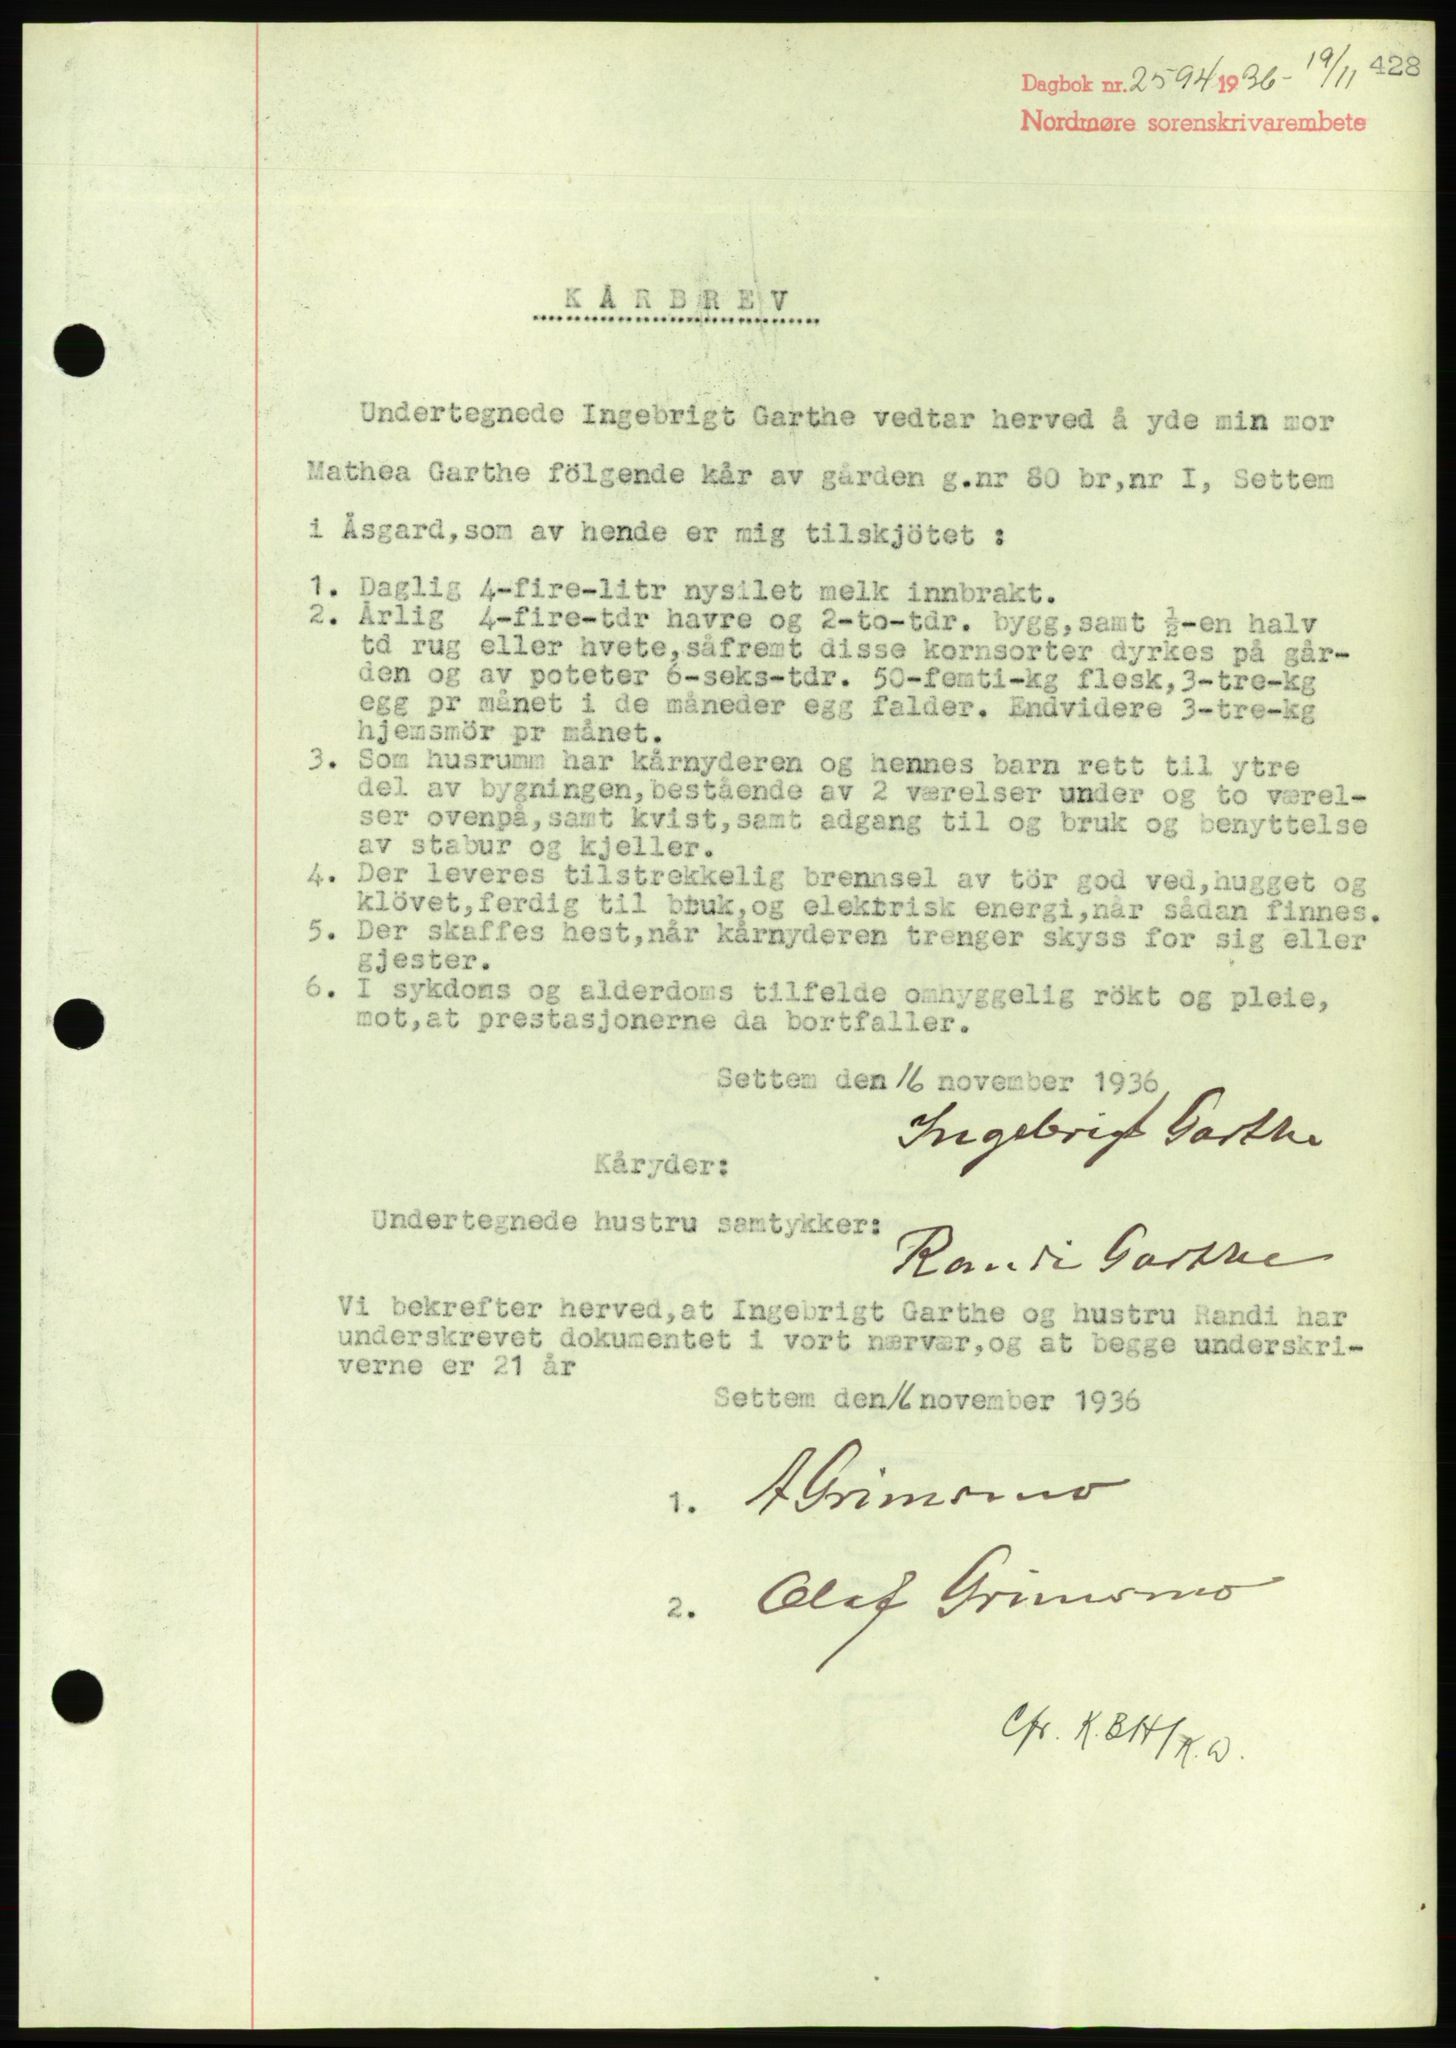 428
Dagbok nr. 2594 1936 - 19/11
Nordmøre sorenskrivarembete
KÅRBREV
Undertegnede Ingebrigt Garthe vedtar herved å yde min mor
Mathea Garthe fölgende kår av gården g.nr 80 br,nr I, Settem
i Åsgard,som av hende er mig tilskjötet :
1. Daglig 4-fire-litr nysilet melk innbrakt.
2. Årlig 4-fire-tdr havre og 2-to-tdr. bygg,samt ½-en halv
td rug eller hvete,såfremt disse kornsorter dyrkes på går-
den og av poteter 6-seks-tdr. 50-femti-kg flesk,3-tre-kg
egg pr månet i de måneder egg falder. Endvidere 3-tre-kg
hjemsmör pr månet.
3. Som husrumm har kårnyderen og hennes barn rett til ytre
del av bygningen,bestående av 2 værelser under og to værel-
ser ovenpå,samt kvist,samt adgang til og bruk og benyttelse
av stabur og kjeller.
4. Der leveres tilstrekkelig brennsel av tör god ved,hugget og
klövet,ferdig til bruk,og elektrisk energi,når sådan finnes.
5. Der skaffes hest,når kårnyderen trenger skyss for sig eller
gjester.
6. I sykdoms og alderdoms tilfelde omhyggelig rökt og pleie,
mot,at prestasjonerne da bortfaller.
Settem den 16 november 1936
Ingebrigt Garthe
Kåryder:
Undertegnede hustru samtykker:
Randi Garthe
Vi bekrefter herved,at Ingebrigt Garthe og hustru Randi har
underskrevet dokumentet i vort nærvær,og at begge underskri-
verne er 21 år
Settem den 16 november 1936
1. A Grimsmo
2. Olaf Grimsmo
Cfr. K.BH/K.W.